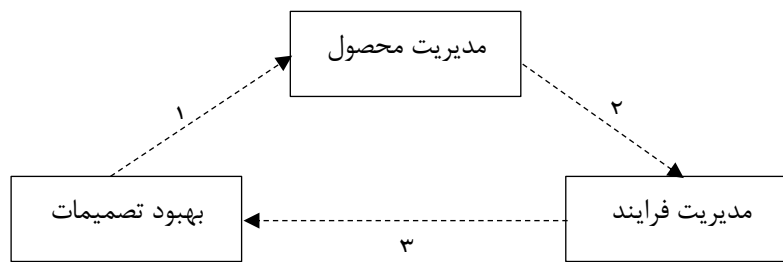 مدیریت محصول
۱
۲
بهبود تصمیمات
مدیریت فرایند
۳